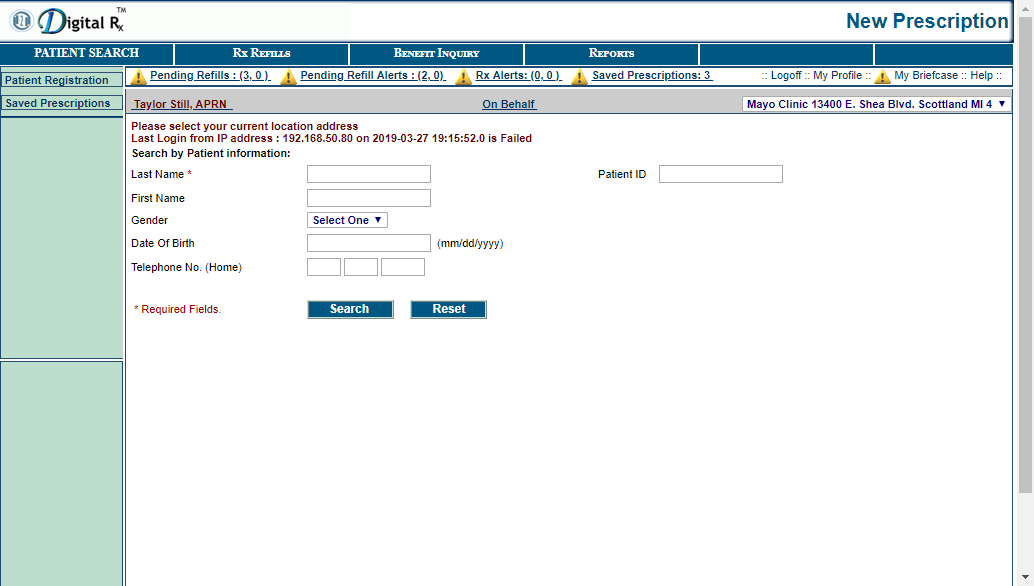 Digital Rx TM
New Prescription
PATIENT SEARCH
RX REFILLS
BENEFIT INQUIRY
REPORTS
Patient Registration
Saved Prescriptions
Pending Refills : (3, 0 )
Pending Refill Alerts : (2, 0)
Rx Alerts: (0, 0 )
Saved Prescriptions: 3
:: Logoff :: My Profile :: My Briefcase :: Help ::
Taylor Still, APRN
On Behalf
Mayo Clinic 13400 E. Shea Blvd. Scottland MI 4 ▼
Please select your current location address
Last Login from IP address : 192.168.50.80 on 2019-03-27 19:15:52.0 is Failed
Search by Patient information:
Last Name *
Patient ID
First Name
Gender
Select One ▼
Date Of Birth
(mm/dd/yyyy)
Telephone No. (Home)
* Required Fields.
Search
Reset